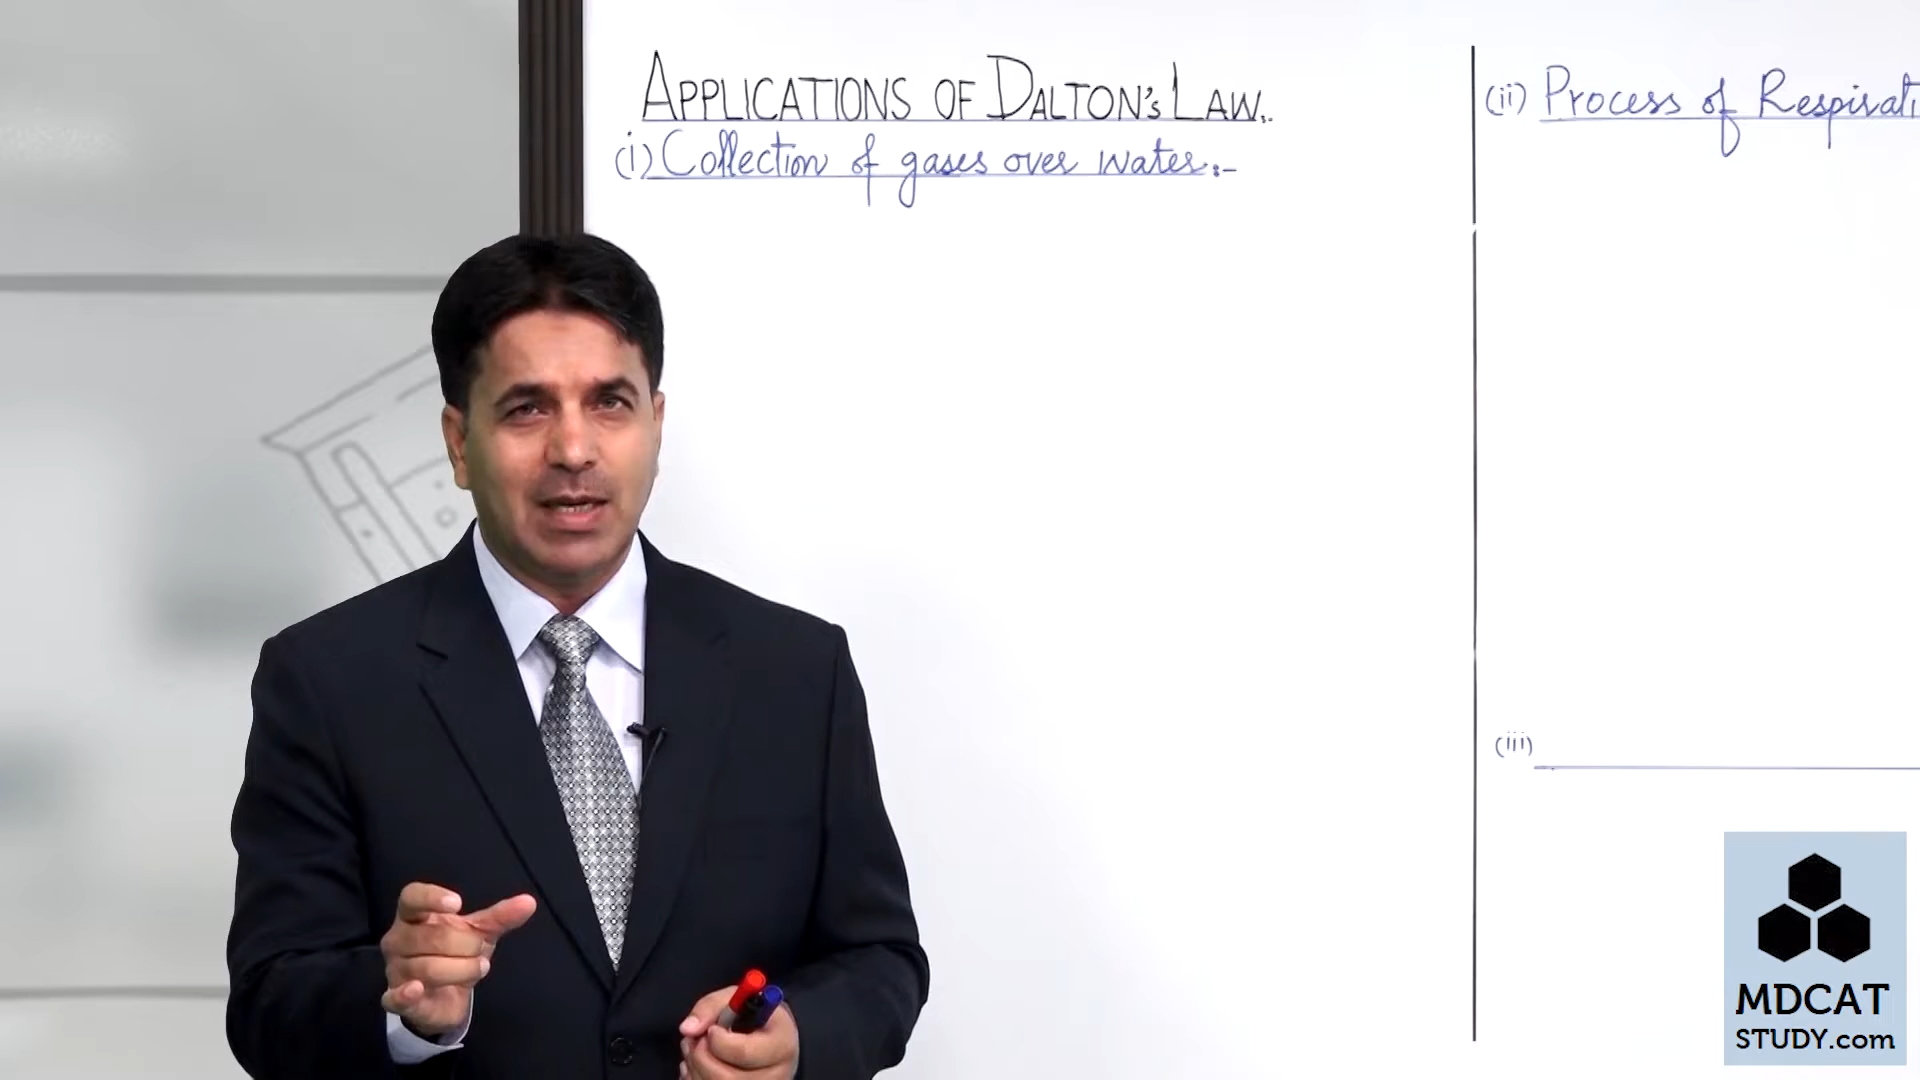 APPLICATIONS OF DALTON'S LAW:.
(i) Collection of gases over water:-
(ii) Process of Respirati
(iii)
MDCAT
STUDY.com